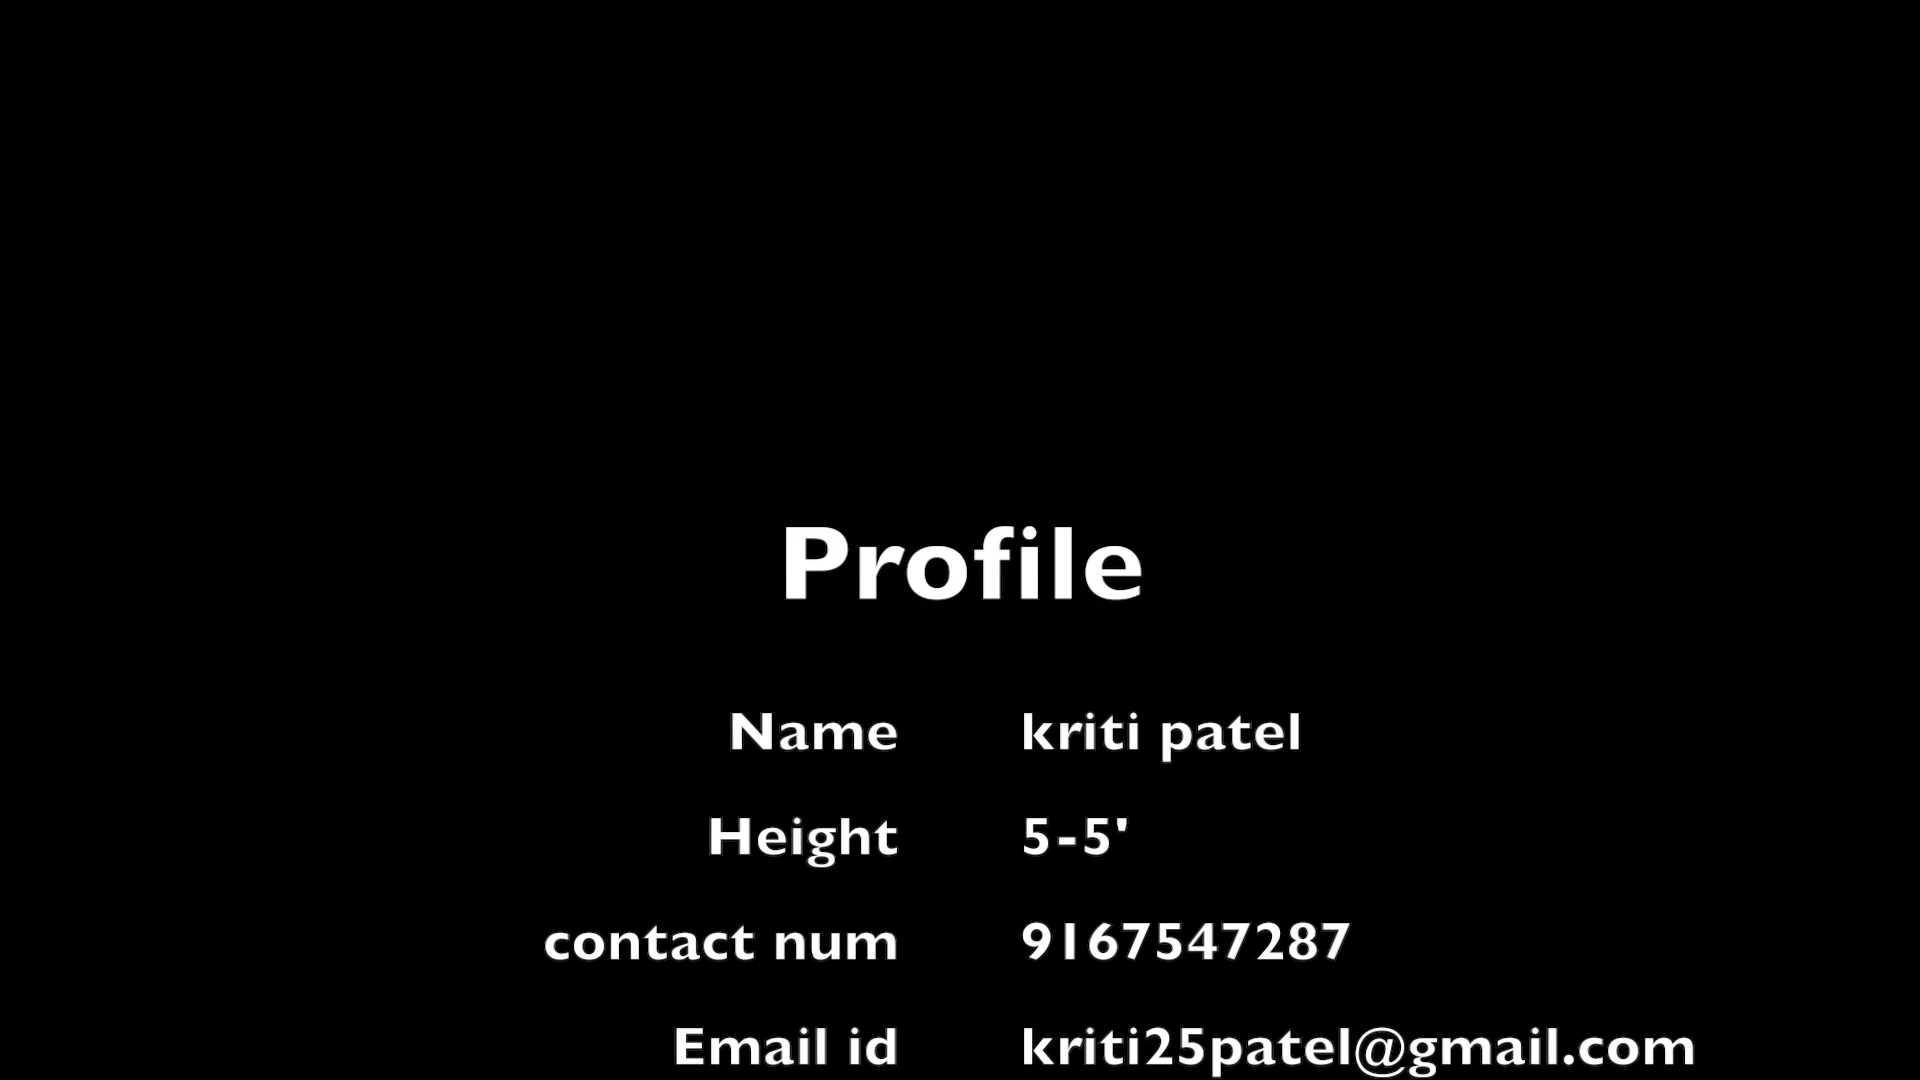 Profile
Name kriti patel
Height 5-5'
contact num 9167547287
Email id kriti25patel@gmail.com